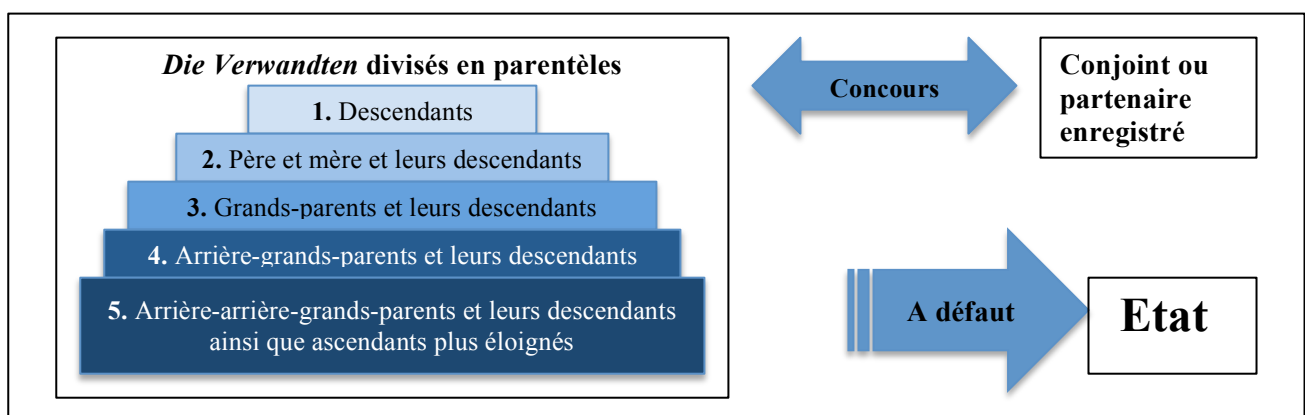 Die Verwandten divisés en parentèles
1. Descendants
2. Père et mère et leurs descendants
3. Grands-parents et leurs descendants
4. Arrière-grands-parents et leurs descendants
5. Arrière-arrière-grands-parents et leurs descendants
ainsi que ascendants plus éloignés
Concours
Conjoint ou
partenaire
enregistré
A défaut
Etat